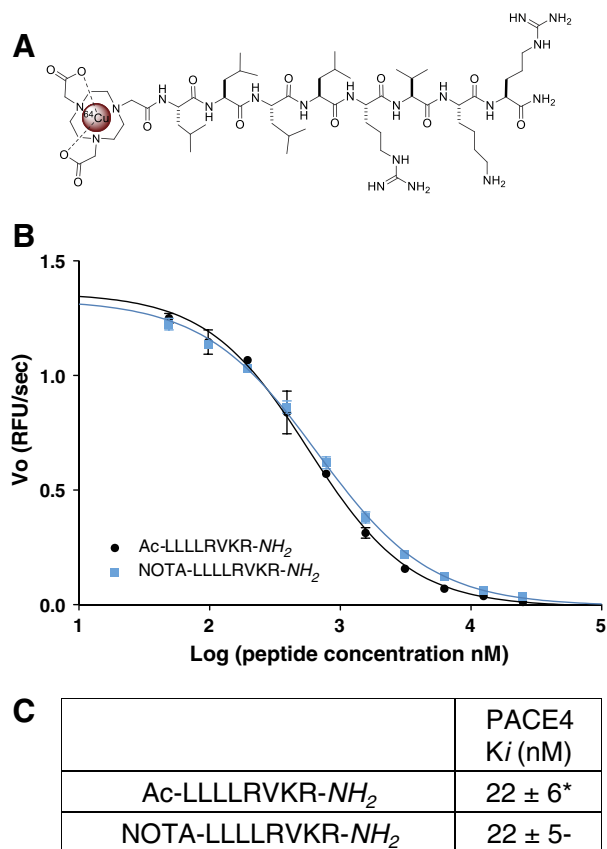 A
O
O
O
O
N
N
N
64Cu
O
H
N
O
N
H
O
H
N
O
N
H
O
H
N
O
N
H
O
H
N
O
N
H
O
NH2
HN
NH2
NH
NH
HN
NH2
NH2
B
1.5
1.0
0.5
0.0
Vo (RFU/sec)
Ac-LLLLRVKR-NH2
NOTA-LLLLRVKR-NH2
1 2 3 4 5
Log (peptide concentration nM)
C
PACE4
Ki (nM)
Ac-LLLLRVKR-NH2 22 ± 6*
NOTA-LLLLRVKR-NH2 22 ± 5-